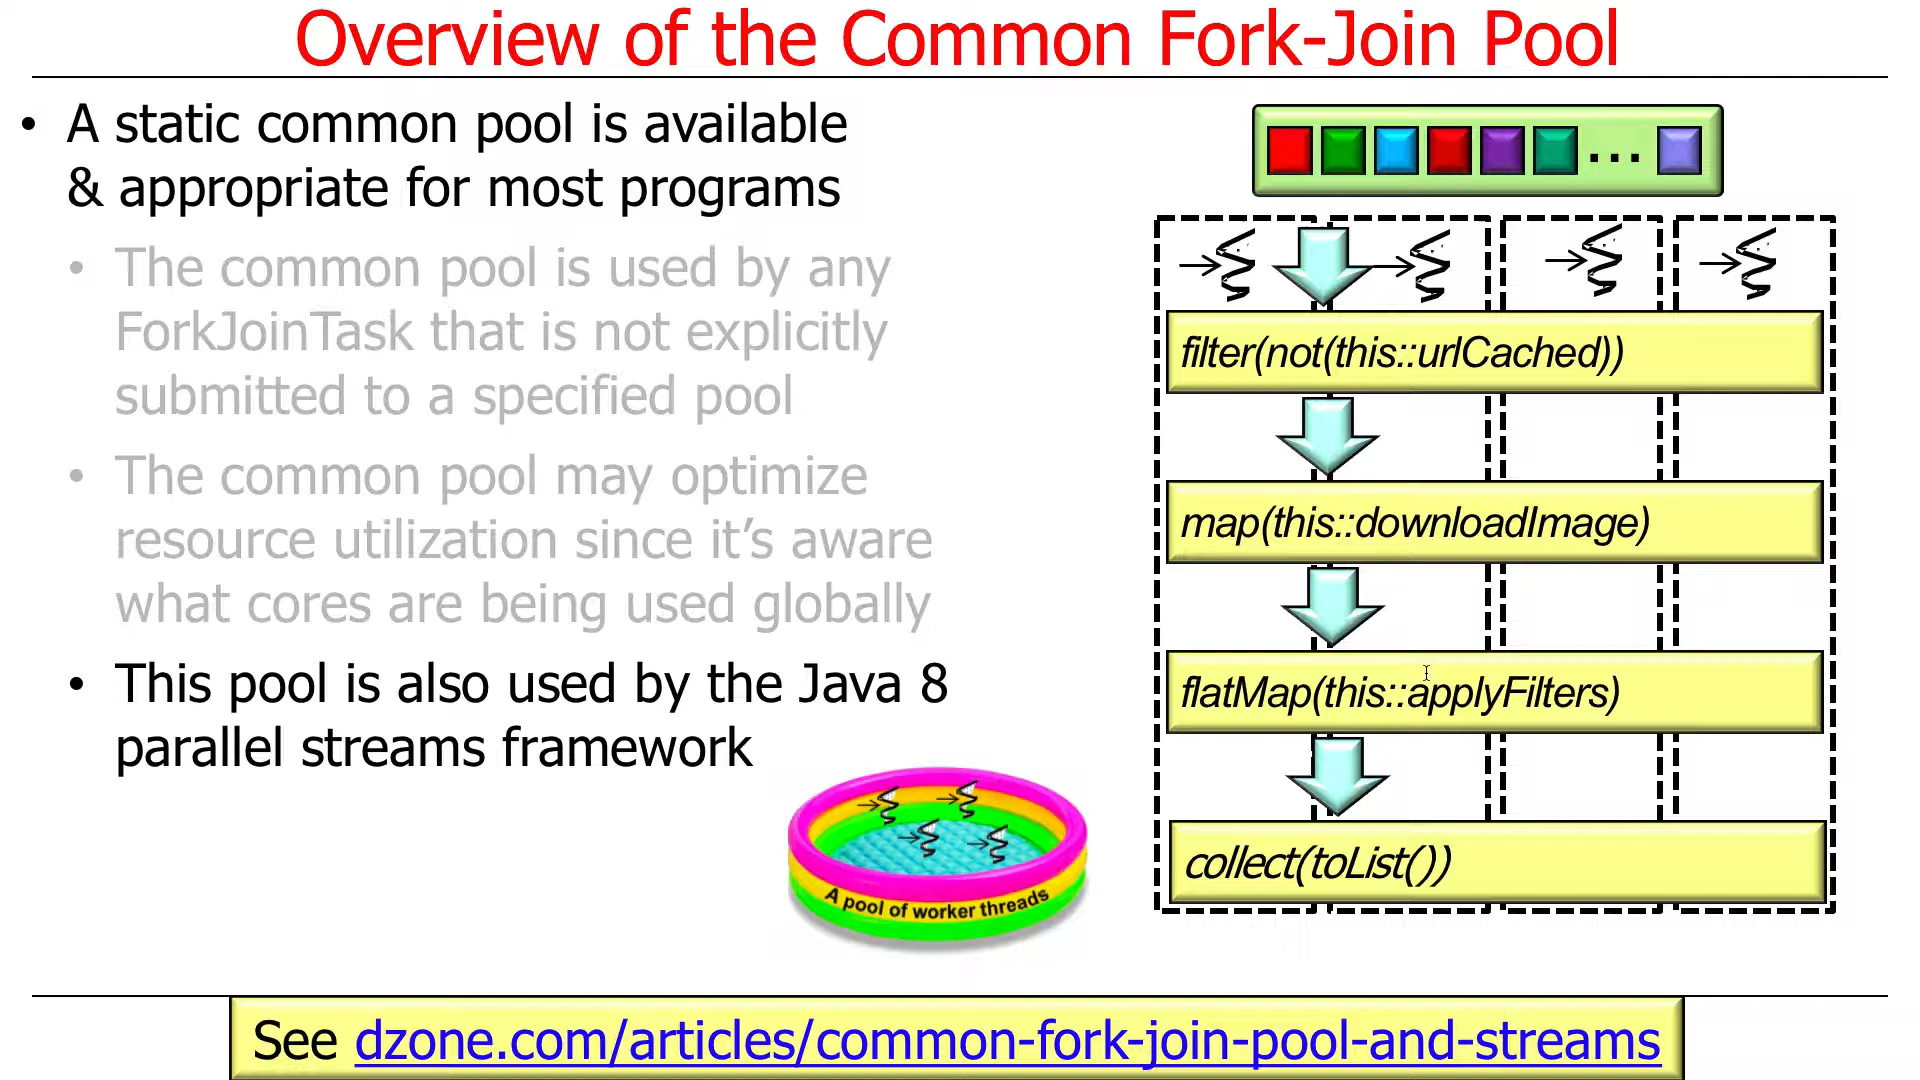 Overview of the Common Fork-Join Pool
• A static common pool is available
& appropriate for most programs
• The common pool is used by any
ForkJoinTask that is not explicitly
submitted to a specified pool
• The common pool may optimize
resource utilization since it’s aware
what cores are being used globally
• This pool is also used by the Java 8
parallel streams framework
A pool of worker threads
...
filter(not(this::urlCached))
map(this::downloadImage)
flatMap(this::applyFilters)
collect(toList())
See dzone.com/articles/common-fork-join-pool-and-streams